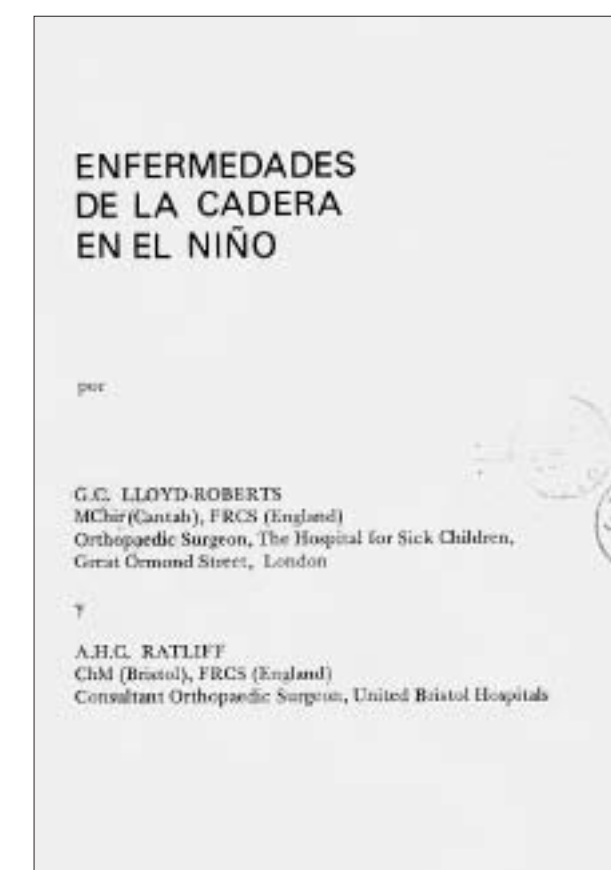 ENFERMEDADES
DE LA CADERA
EN EL NIÑO
por
G.C. LLOYD-ROBERTS
MChir(Cantab), FRCS (England)
Orthopaedic Surgeon, The Hospital for Sick Children,
Great Ormond Street, London
y
A.H.C. RATLIFF
ChM (Bristol), FRCS (England)
Consultant Orthopaedic Surgeon, United Bristol Hospitals